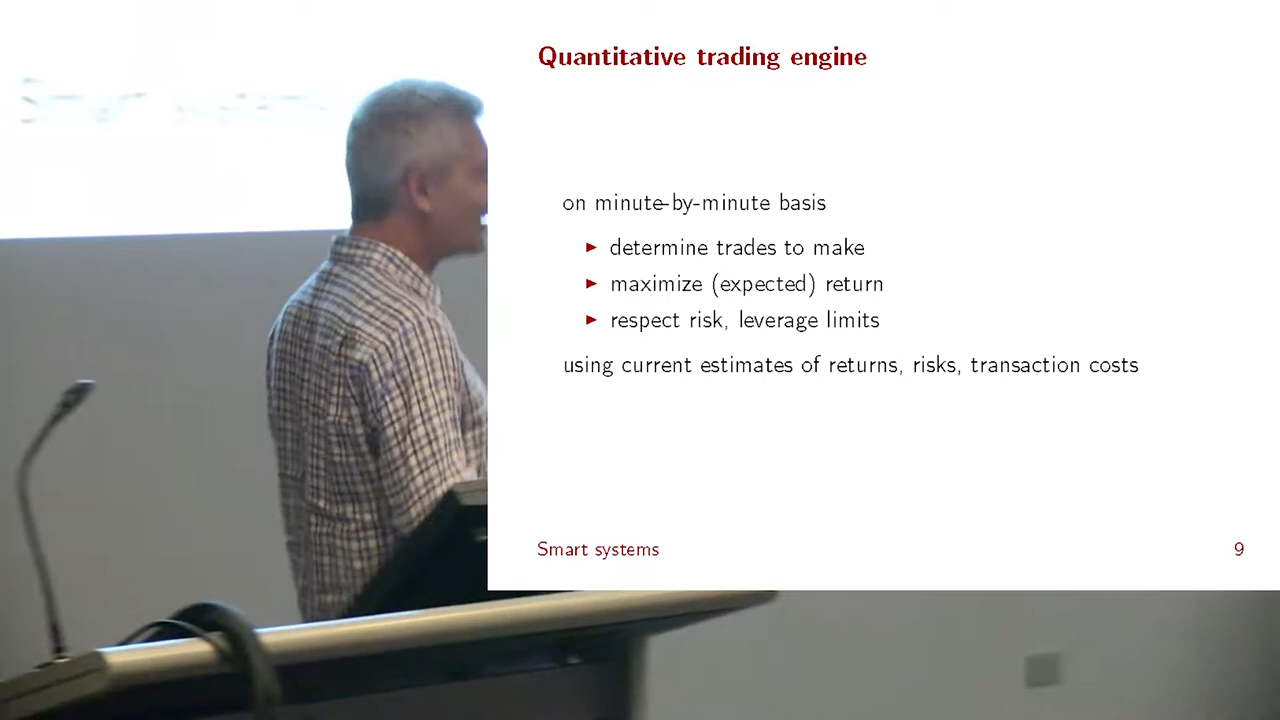 Quantitative trading engine
on minute-by-minute basis
► determine trades to make
► maximize (expected) return
► respect risk, leverage limits
using current estimates of returns, risks, transaction costs
Smart systems
9